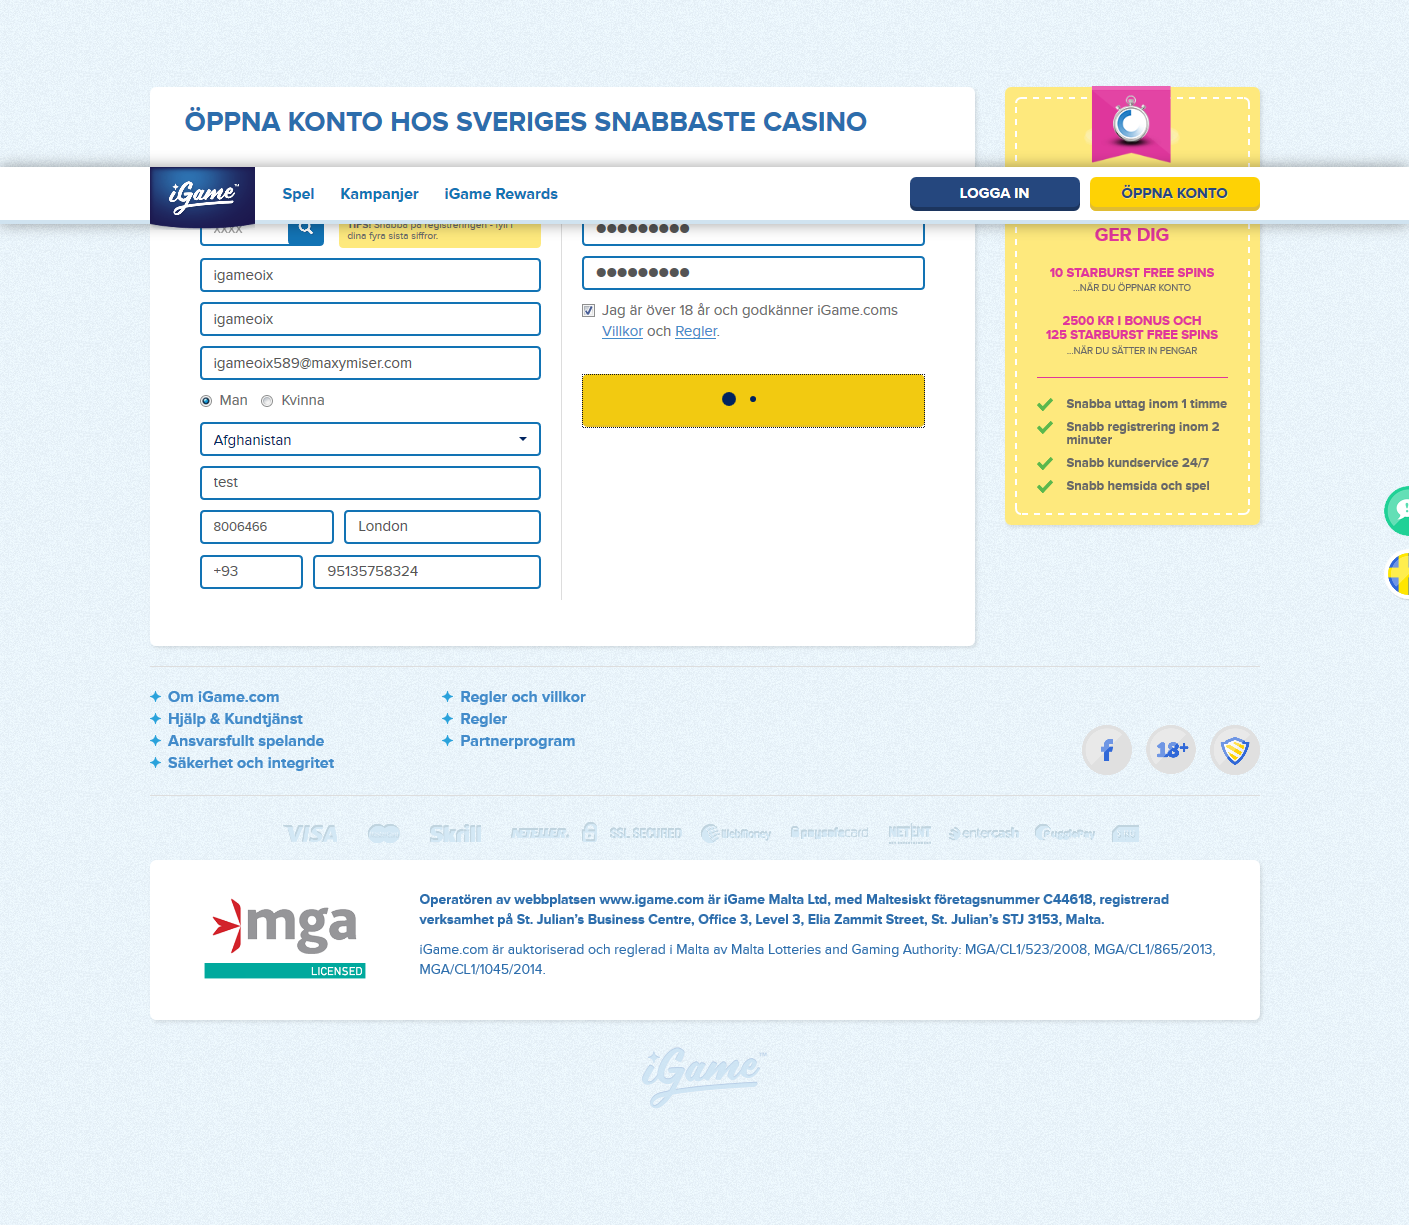 ÖPPNA KONTO HOS SVERIGES SNABBASTE CASINO
iGame™
Spel
Kampanjer
iGame Rewards
LOGGA IN
ÖPPNA KONTO
XXXX
TIPS! Snabba på registreringen - fyll i
dina fyra sista siffror.
igameoix
igameoix
igameoix589@maxymiser.com
Man
Kvinna
Afghanistan
test
8006466
London
+93
95135758324
●●●●●●●●●
●●●●●●●●●
Jag är över 18 år och godkänner iGame.coms
Villkor och Regler.
GER DIG
10 STARBURST FREE SPINS
...NÄR DU ÖPPNAR KONTO
2500 KR I BONUS OCH
125 STARBURST FREE SPINS
...NÄR DU SÄTTER IN PENGAR
Snabba uttag inom 1 timme
Snabb registrering inom 2
minuter
Snabb kundservice 24/7
Snabb hemsida och spel
Om iGame.com
Hjälp & Kundtjänst
Ansvarsfullt spelande
Säkerhet och integritet
Regler och villkor
Regler
Partnerprogram
f
18+
VISA
Skrill
NETELLER.
SSL SECURED
WebMoney
paysafecard
NETENT
entercash
PugglePay
mga
LICENSED
Operatören av webbplatsen www.igame.com är iGame Malta Ltd, med Maltesiskt företagsnummer C44618, registrerad
verksamhet på St. Julian's Business Centre, Office 3, Level 3, Elia Zammit Street, St. Julian's STJ 3153, Malta.
iGame.com är auktoriserad och reglerad i Malta av Malta Lotteries and Gaming Authority: MGA/CL1/523/2008, MGA/CL1/865/2013,
MGA/CL1/1045/2014.
iGame™